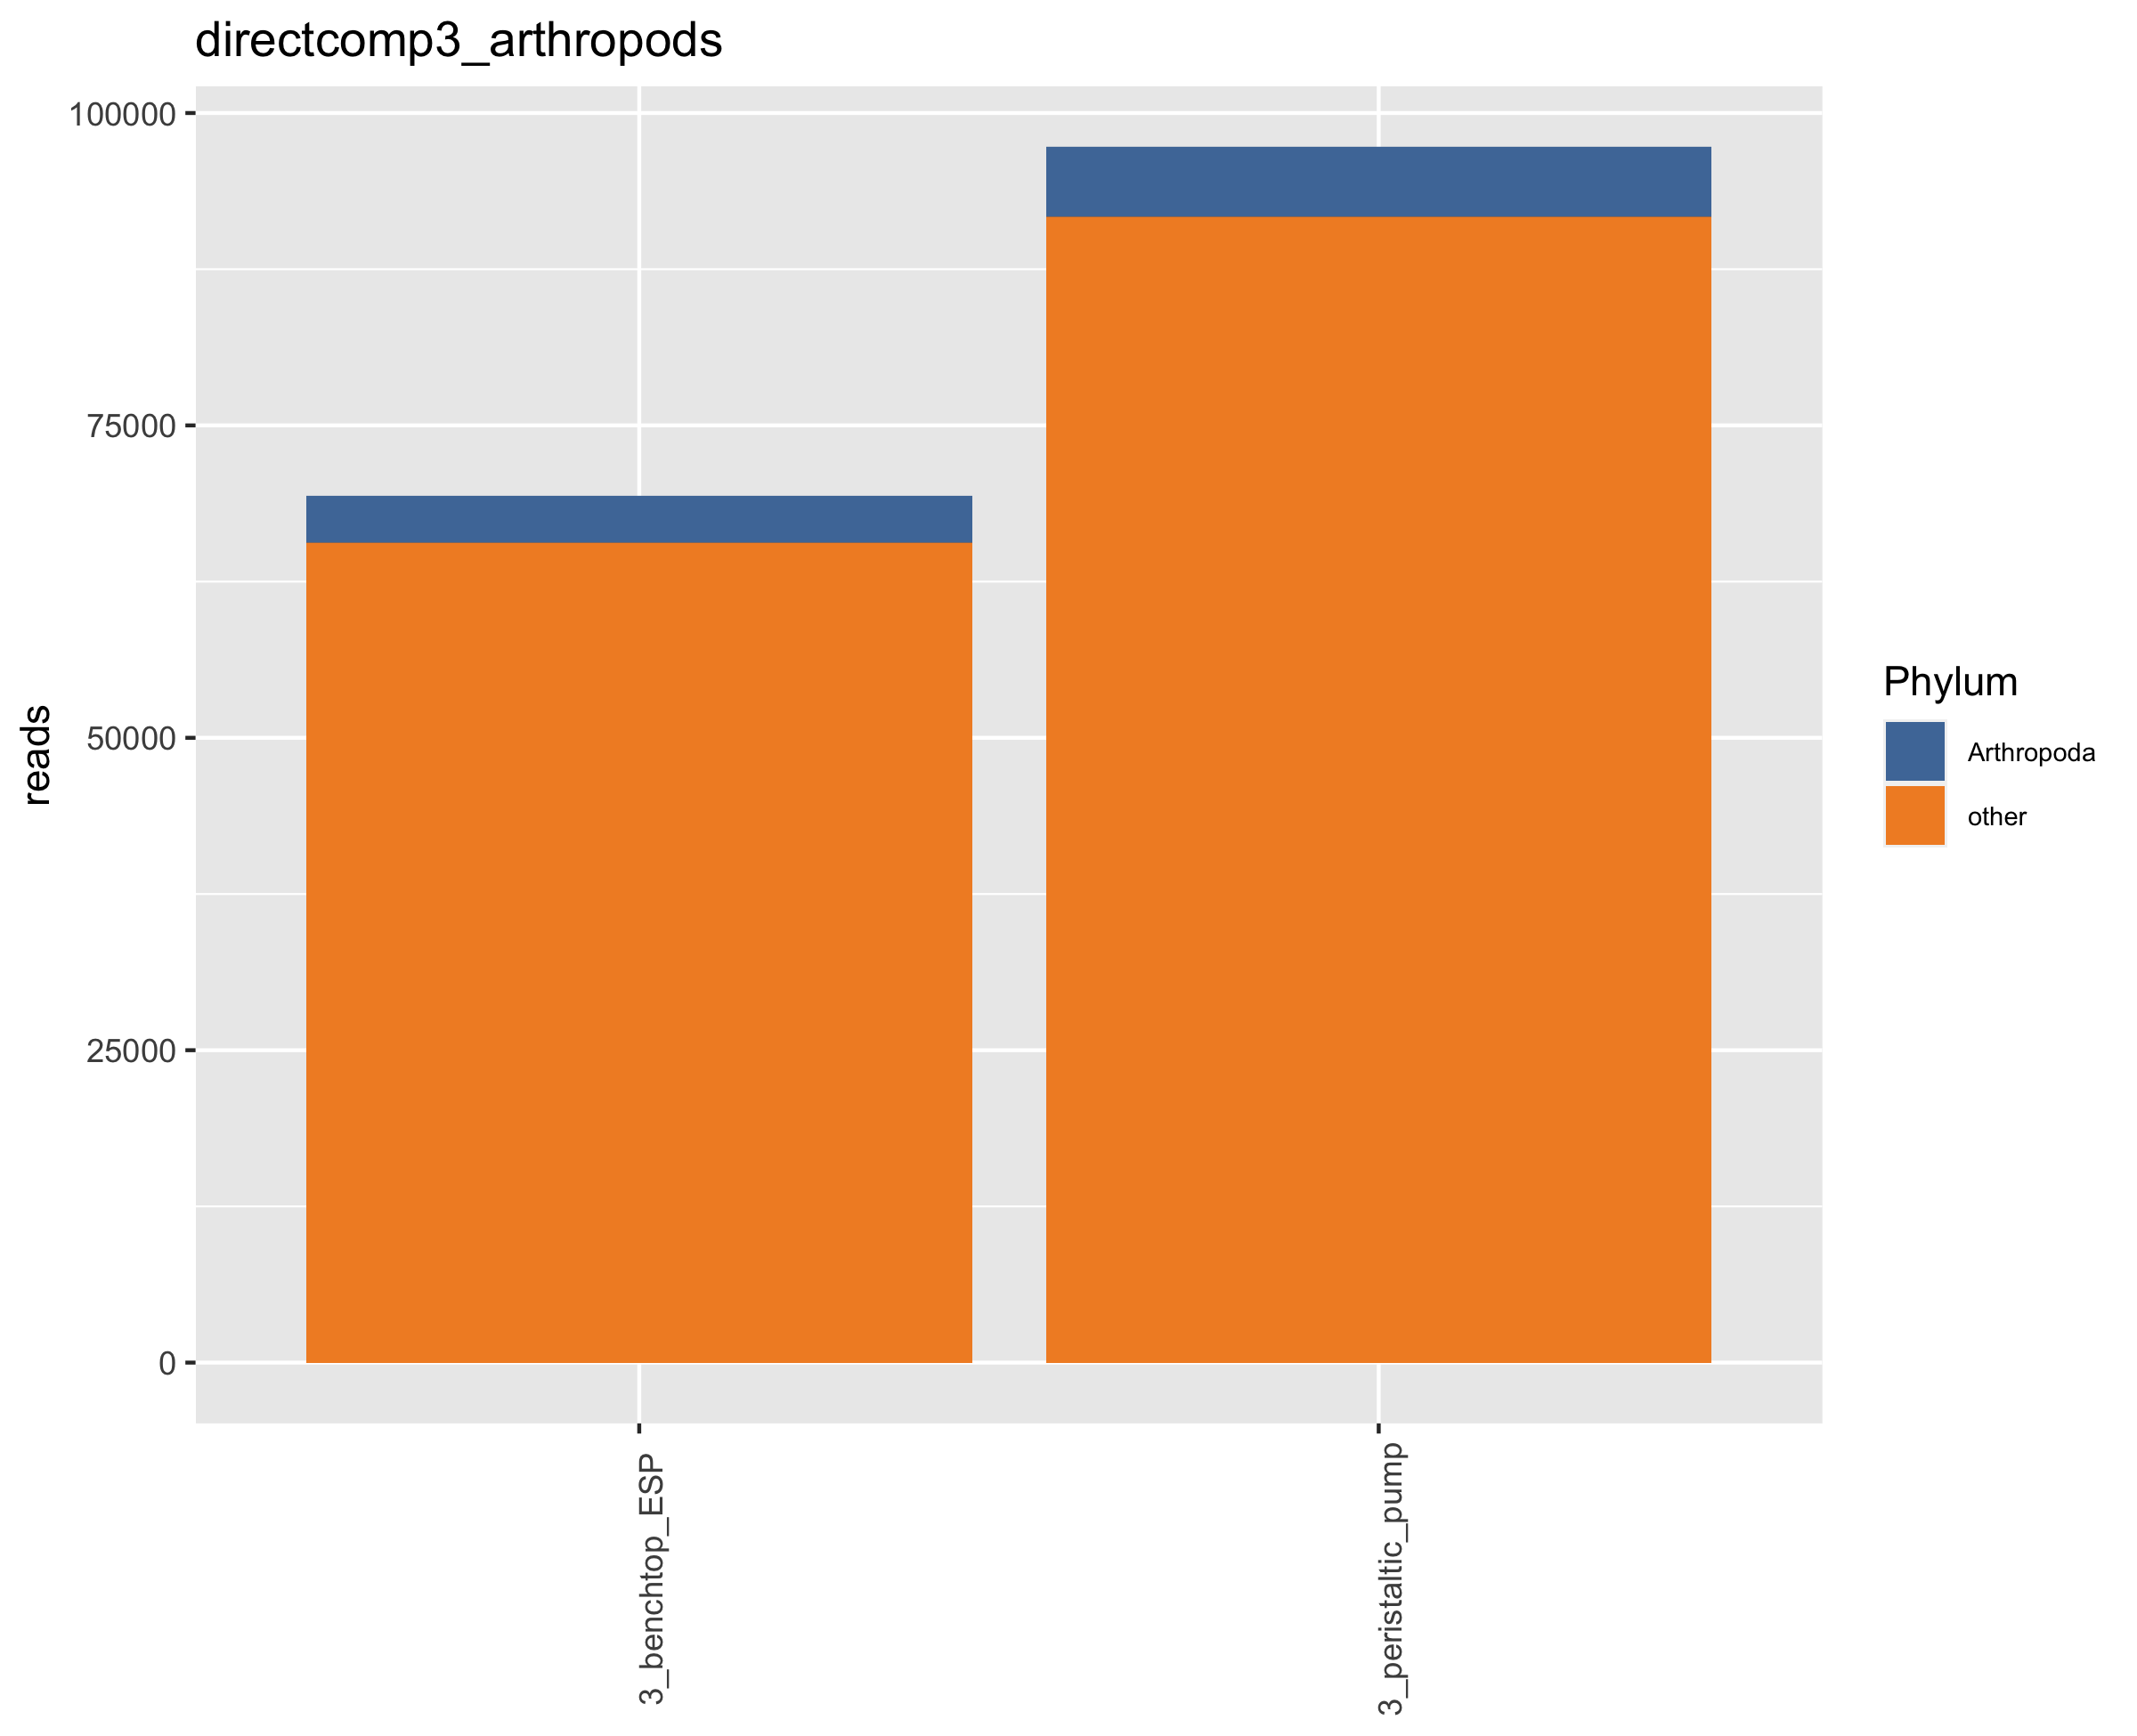 directcomp3_arthropods
100000
75000
50000
25000
0
reads
3_benchtop_ESP
3_peristaltic_pump
Phylum
Arthropoda
other